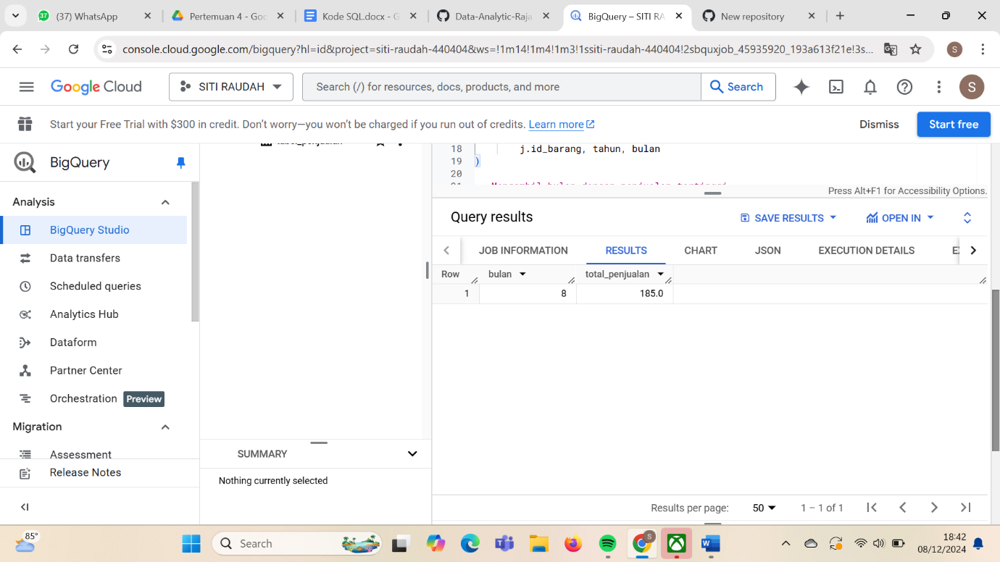 (37) WhatsApp
Pertemuan 4 - Goo
Kode SQL.docx - G
Data-Analytic-Raja
BigQuery – SITI RA
New repository
console.cloud.google.com/bigquery?hl=id&project=siti-raudah-440404&ws=!1m14!1m4!1m3!1ssiti-raudah-440404!2sbquxjob_45935920_193a613f21e!3s...
S
Google Cloud
SITI RAUDAH
Search (/) for resources, docs, products, and more
Search
S
Start your Free Trial with $300 in credit. Don't worry—you won't be charged if you run out of credits. Learn more
Dismiss
Start free
BigQuery
Analysis
BigQuery Studio
Data transfers
Scheduled queries
Analytics Hub
Dataform
Partner Center
Orchestration Preview
Migration
Assessment
Release Notes
tabel_penjualan
SUMMARY
Nothing currently selected
18 j.id_barang, tahun, bulan
19 )
20
21 Mengambil bulan dengan penjualan tertinggi
Press Alt+F1 for Accessibility Options.
Query results
SAVE RESULTS
OPEN IN
JOB INFORMATION
RESULTS
CHART
JSON
EXECUTION DETAILS
Row bulan total_penjualan
1 8 185.0
Results per page: 50 1 – 1 of 1
85°
Search
S
18:42
08/12/2024